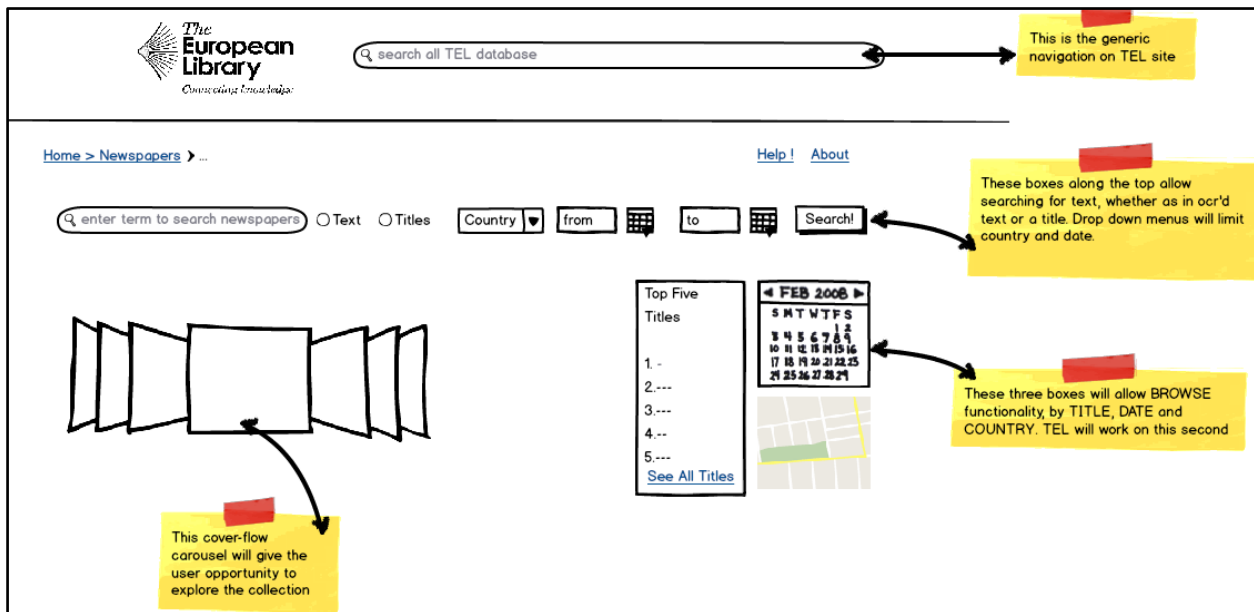 The
European
Library
Connecting knowledge
search all TEL database
This is the generic
navigation on TEL site
Home > Newspapers > ...
Help ! About
These boxes along the top allow
searching for text, whether as in ocr'd
text or a title. Drop down menus will limit
country and date.
enter term to search newspapers Text Titles Country from to Search!
Top Five
Titles
1. -
2.---
3.---
4.--
5.---
See All Titles
FEB 2008
S M T W T F S
1 2
3 4 5 6 7 8 9
10 11 12 13 14 15 16
17 18 19 20 21 22 23
24 25 26 27 28 29
These three boxes will allow BROWSE
functionality, by TITLE, DATE and
COUNTRY. TEL will work on this second
This cover-flow
carousel will give the
user opportunity to
explore the collection